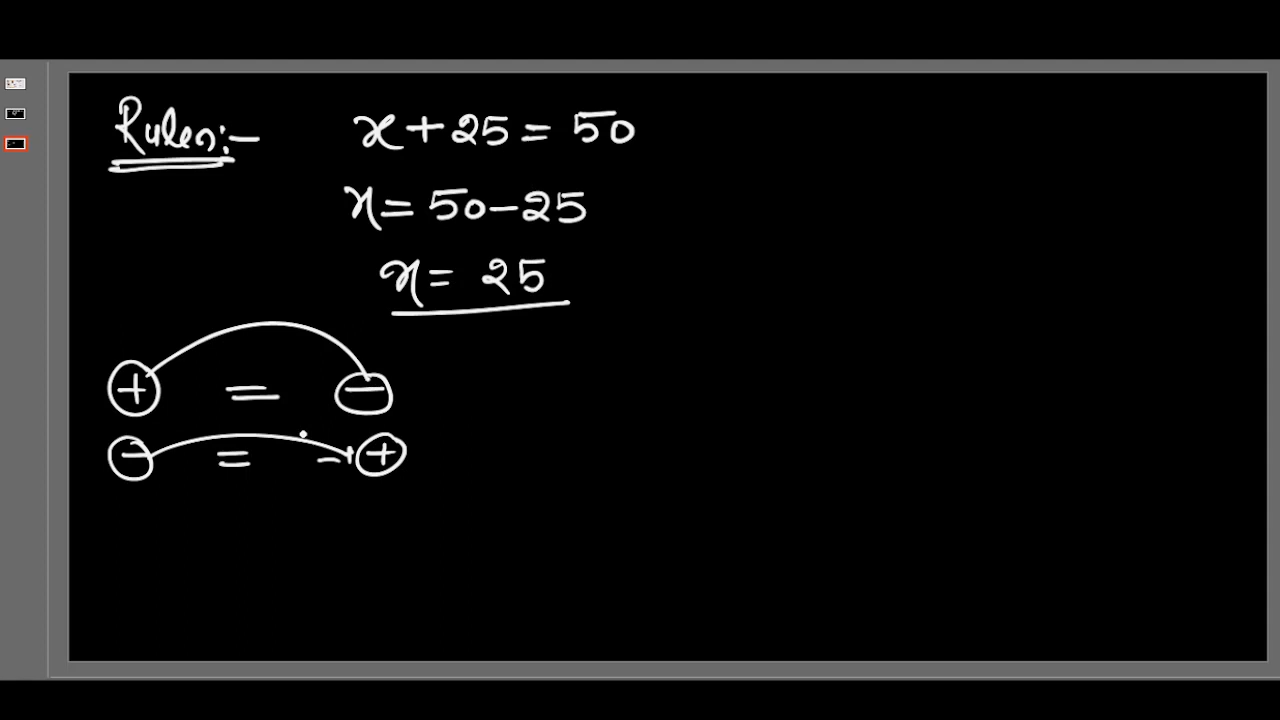 Rules:- x + 25 = 50
x = 50 - 25
x = 25
+ = -
- = - +